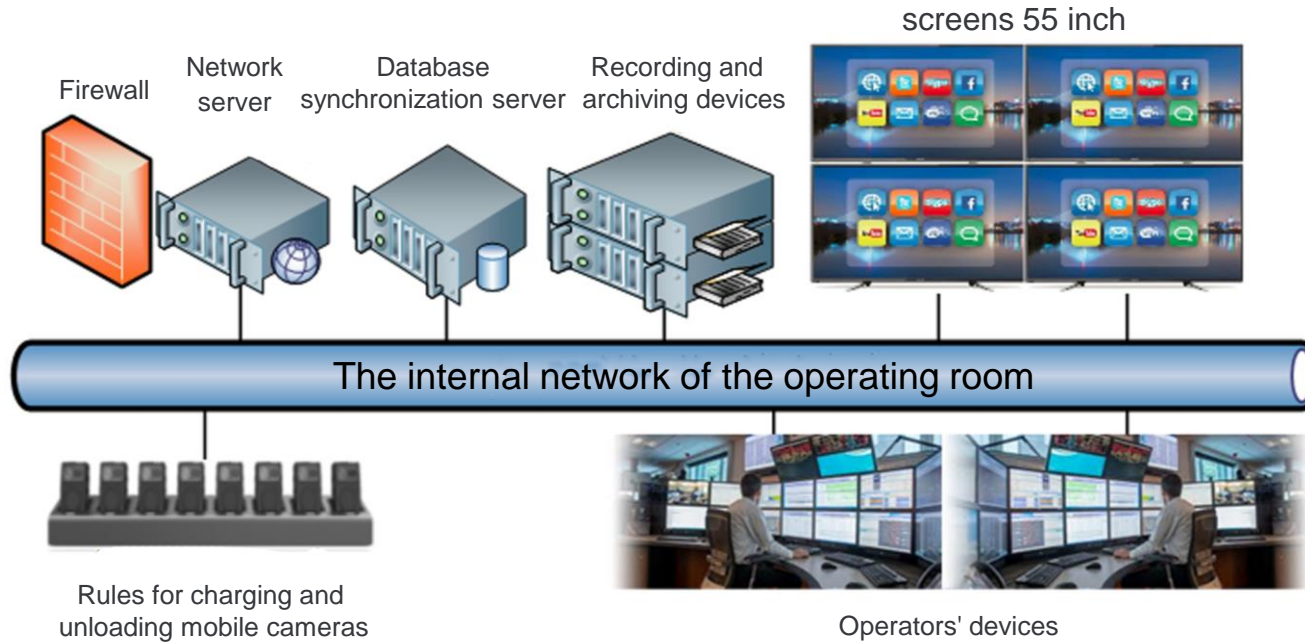 screens 55 inch
Firewall
Network
server
Database
synchronization server
Recording and
archiving devices
The internal network of the operating room
Rules for charging and
unloading mobile cameras
Operators' devices